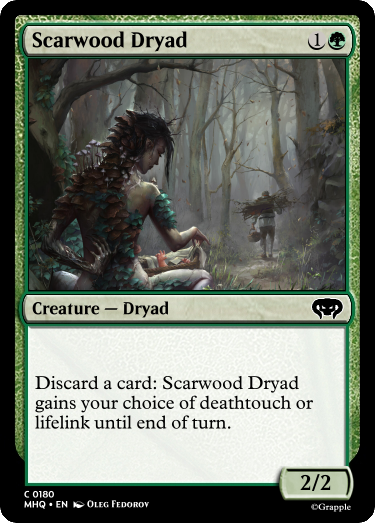 Scarwood Dryad 1
Creature — Dryad
Discard a card: Scarwood Dryad
gains your choice of deathtouch or
lifelink until end of turn.
2/2
C 0180
MHQ • EN Oleg Fedorov
©Grapple